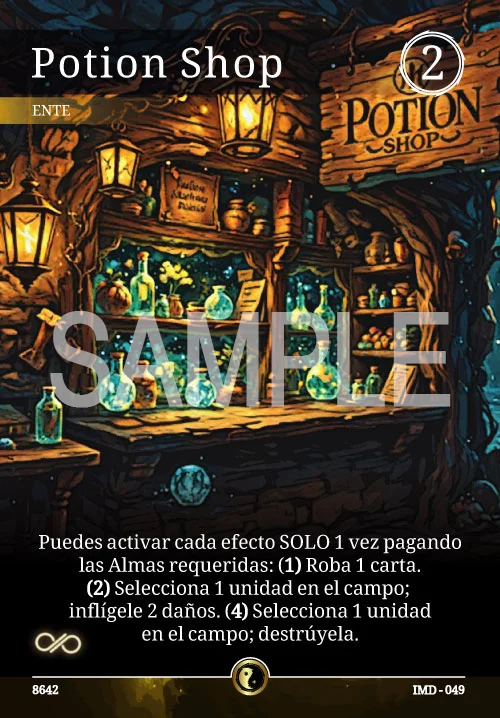 Potion Shop
2
ENTE
POTION
SHOP
SAMPLE
Puedes activar cada efecto SOLO 1 vez pagando
las Almas requeridas: (1) Roba 1 carta.
(2) Selecciona 1 unidad en el campo;
inflígele 2 daños. (4) Selecciona 1 unidad
en el campo; destrúyela.
8642
IMD - 049